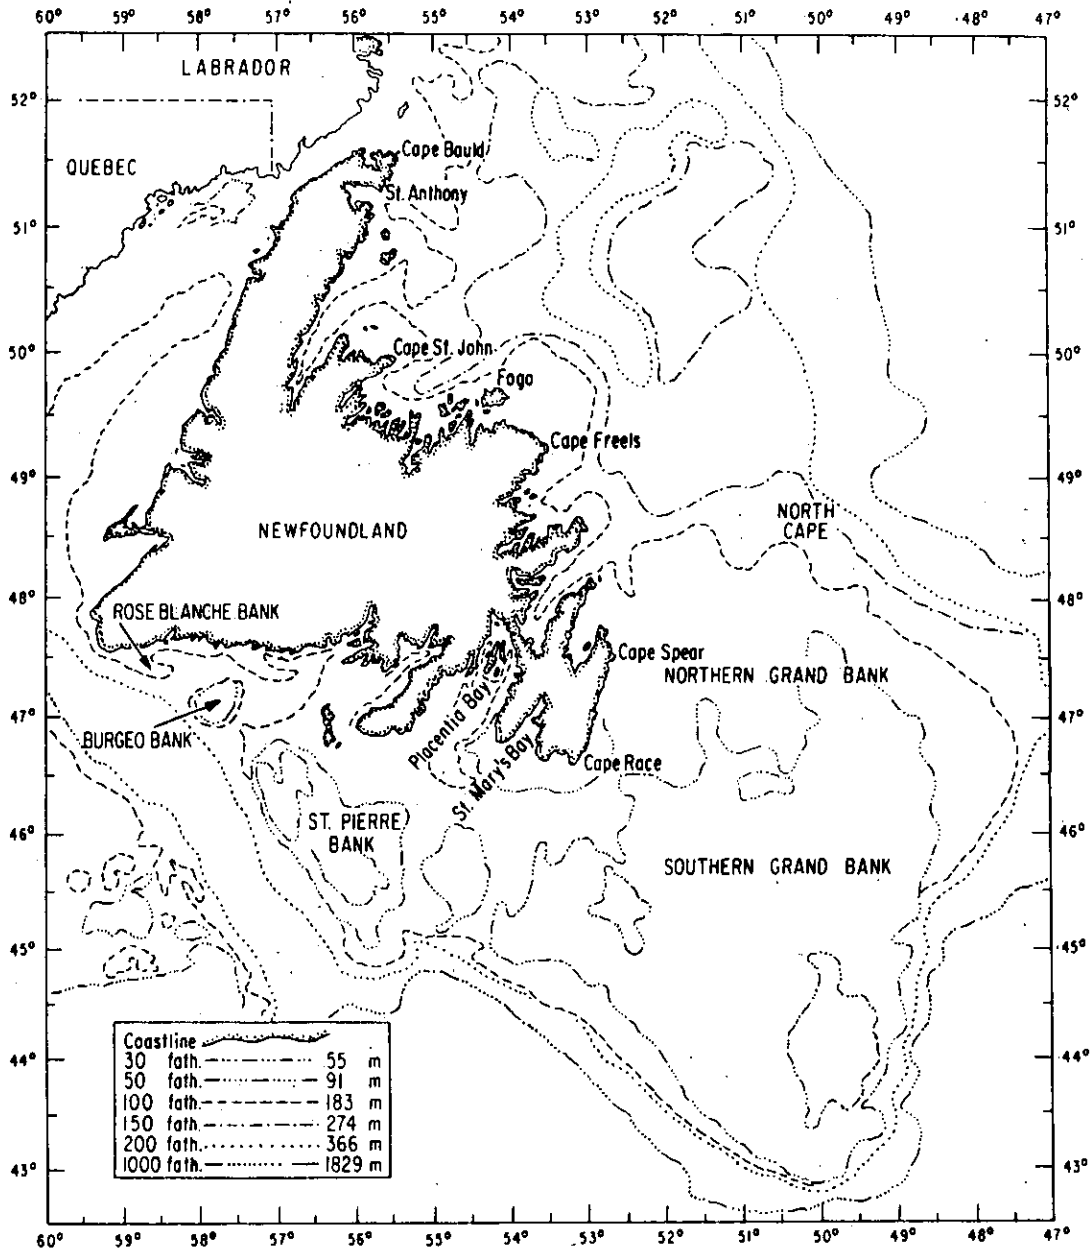 60° 59° 58° 57° 56° 55° 54° 53° 52° 51° 50° 49° 48° 47°
LABRADOR
52° 52°
Cape Bauld
QUEBEC
St. Anthony
51° 51°
50° 50°
Cape St. John
Fogo
Cape Freels
49° 49°
NORTH
CAPE
NEWFOUNDLAND
48° 48°
ROSE BLANCHE BANK
Cape Spear
NORTHERN GRAND BANK
47° 47°
Placentia Bay
BURGEO BANK
St. Mary's Bay
Cape Race
46° 46°
ST. PIERRE
BANK
SOUTHERN GRAND BANK
45° 45°
44° 44°
Coastline
30 fath. 55 m
50 fath. 91 m
100 fath. 183 m
150 fath. 274 m
200 fath. 366 m
1000 fath. 1829 m
43° 43°
60° 59° 58° 57° 56° 55° 54° 53° 52° 51° 50° 49° 48° 47°